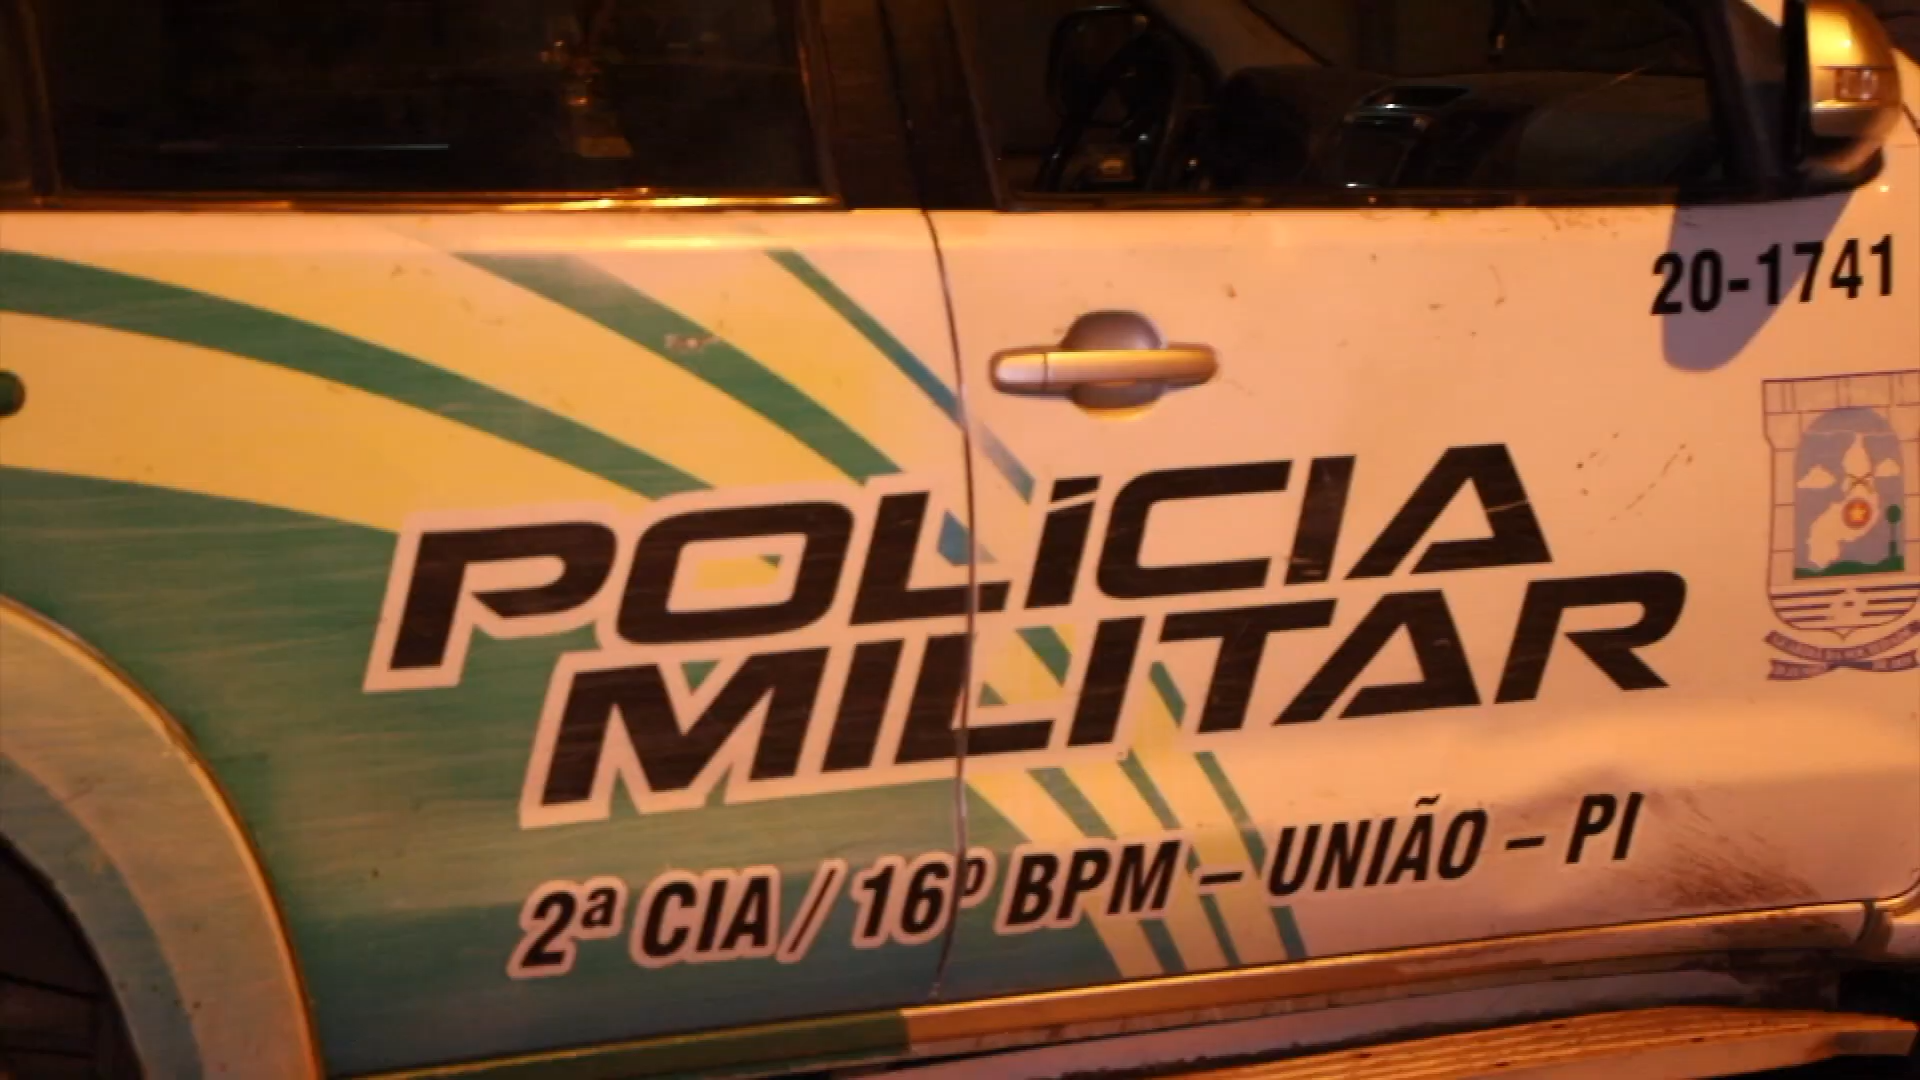 20-1741
POLÍCIA
MILITAR
2ª CIA / 16º BPM – UNIÃO – PI